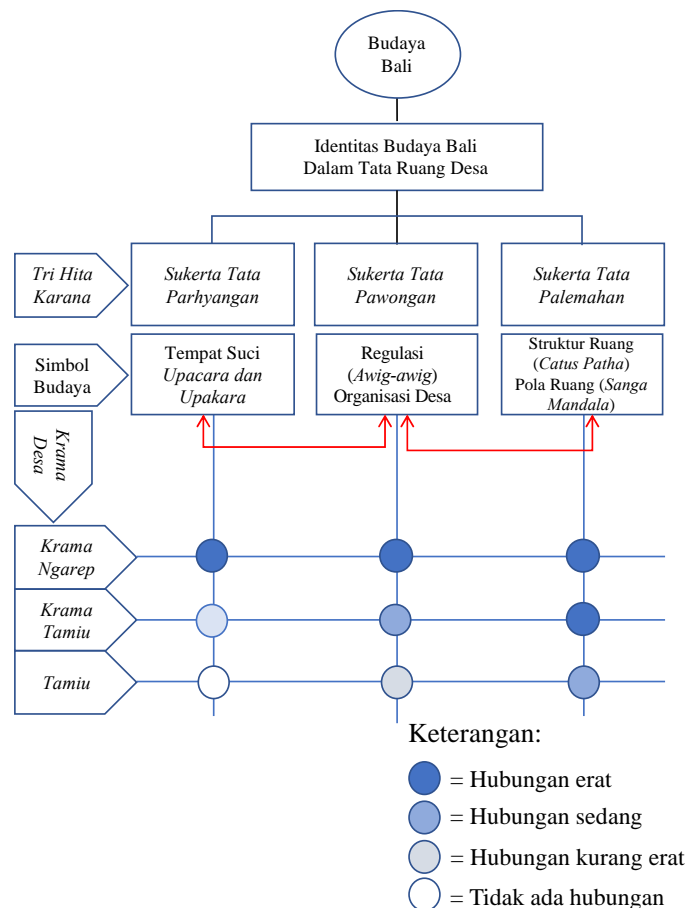 Budaya
Bali
Identitas Budaya Bali
Dalam Tata Ruang Desa
Tri Hita
Karana
Sukerta Tata
Parhyangan
Sukerta Tata
Pawongan
Sukerta Tata
Palemahan
Simbol
Budaya
Tempat Suci
Upacara dan
Upakara
Regulasi
(Awig-awig)
Organisasi Desa
Struktur Ruang
(Catus Patha)
Pola Ruang (Sanga
Mandala)
Krama
Desa
Krama
Ngarep
Krama
Tamiu
Tamiu
Keterangan:
= Hubungan erat
= Hubungan sedang
= Hubungan kurang erat
= Tidak ada hubungan